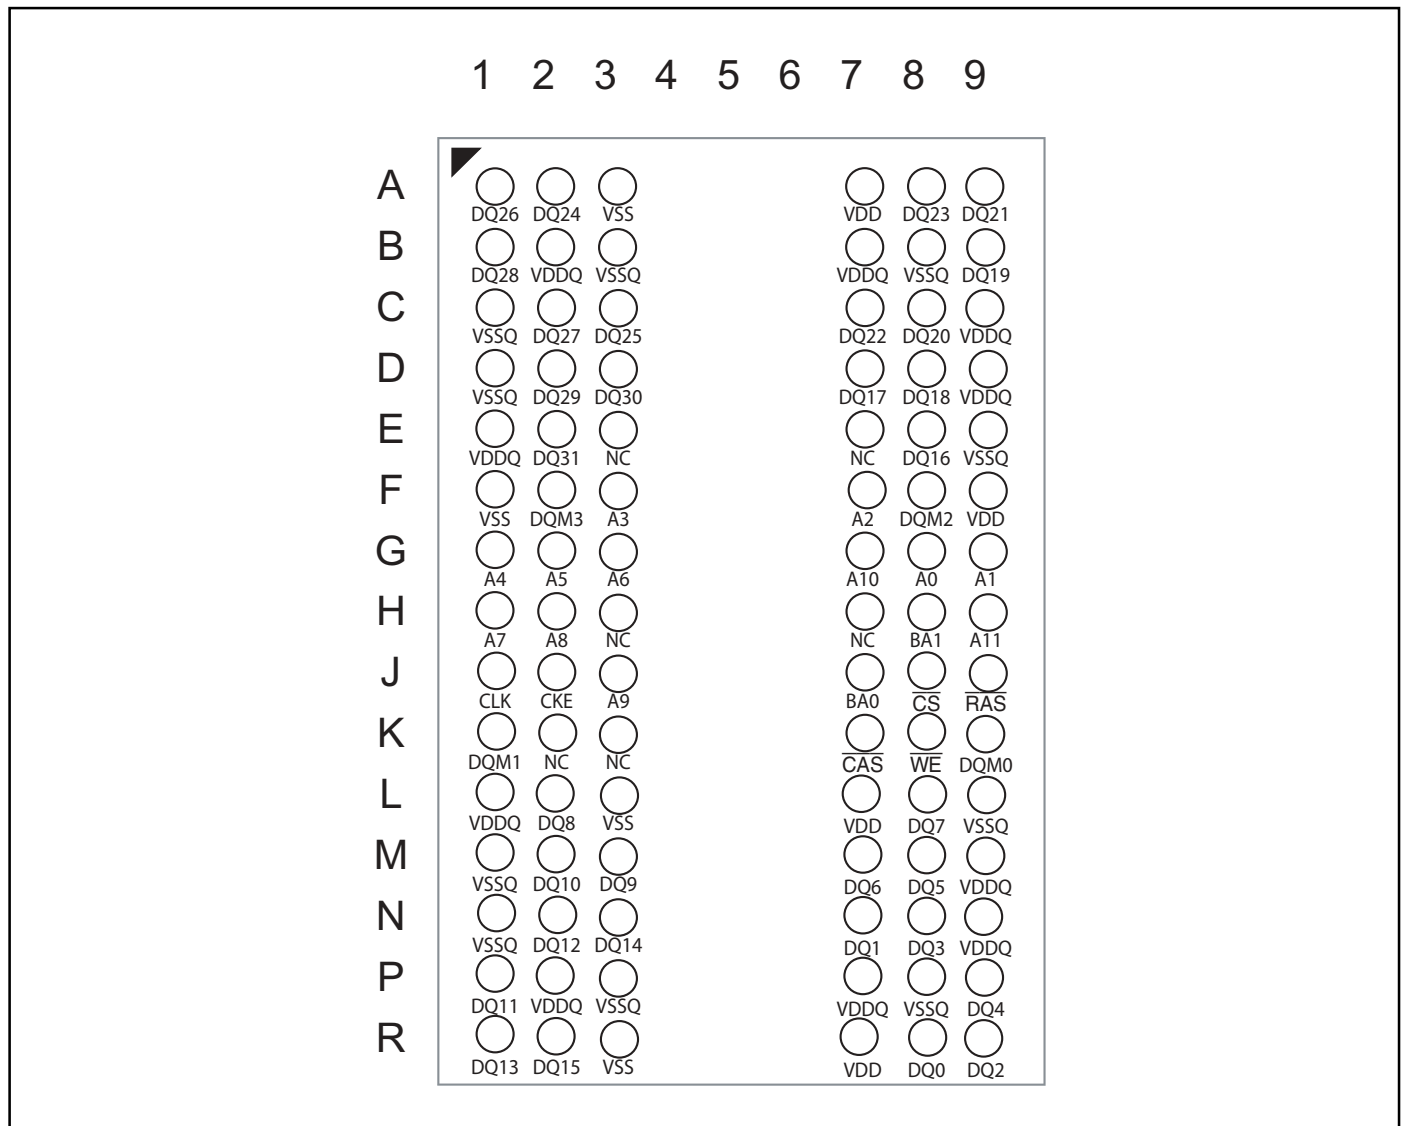 1 2 3 4 5 6 7 8 9
A
DQ26 DQ24 VSS VDD DQ23 DQ21
B
DQ28 VDDQ VSSQ VDDQ VSSQ DQ19
C
VSSQ DQ27 DQ25 DQ22 DQ20 VDDQ
D
VSSQ DQ29 DQ30 DQ17 DQ18 VDDQ
E
VDDQ DQ31 NC NC DQ16 VSSQ
F
VSS DQM3 A3 A2 DQM2 VDD
G
A4 A5 A6 A10 A0 A1
H
A7 A8 NC NC BA1 A11
J
CLK CKE A9 BA0 C̅S̅ R̅A̅S̅
K
DQM1 NC NC C̅A̅S̅ W̅E̅ DQM0
L
VDDQ DQ8 VSS VDD DQ7 VSSQ
M
VSSQ DQ10 DQ9 DQ6 DQ5 VDDQ
N
VSSQ DQ12 DQ14 DQ1 DQ3 VDDQ
P
DQ11 VDDQ VSSQ VDDQ VSSQ DQ4
R
DQ13 DQ15 VSS VDD DQ0 DQ2